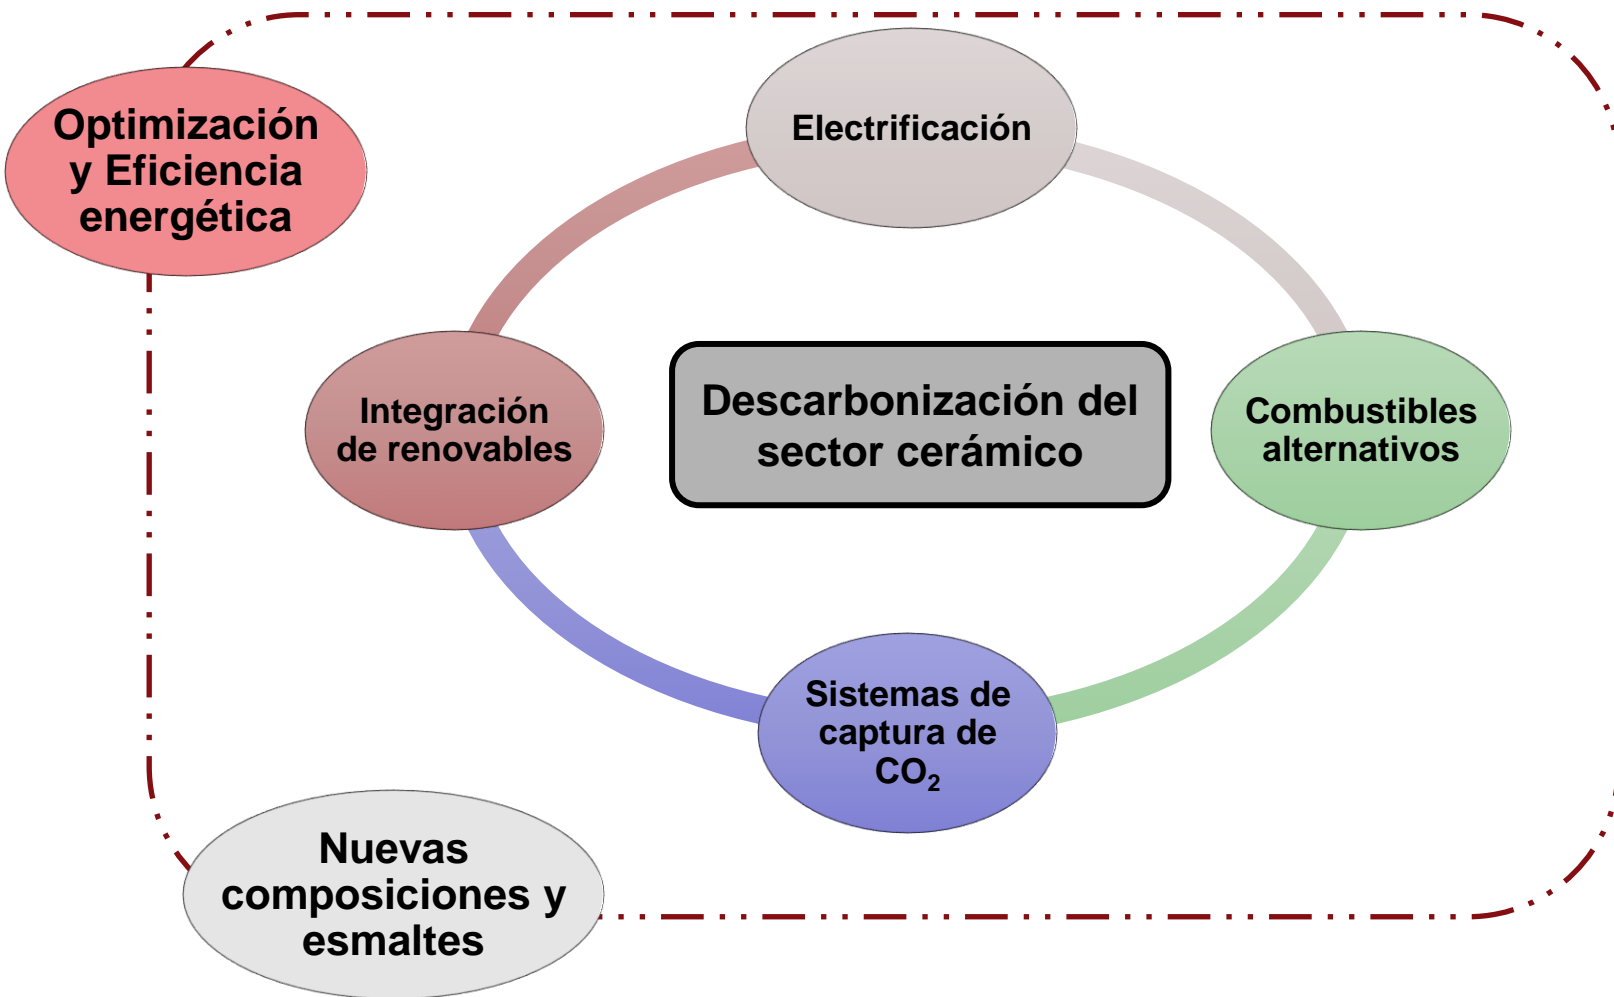 Optimización
y Eficiencia
energética
Electrificación
Integración
de renovables
Descarbonización del
sector cerámico
Combustibles
alternativos
Sistemas de
captura de
CO₂
Nuevas
composiciones y
esmaltes